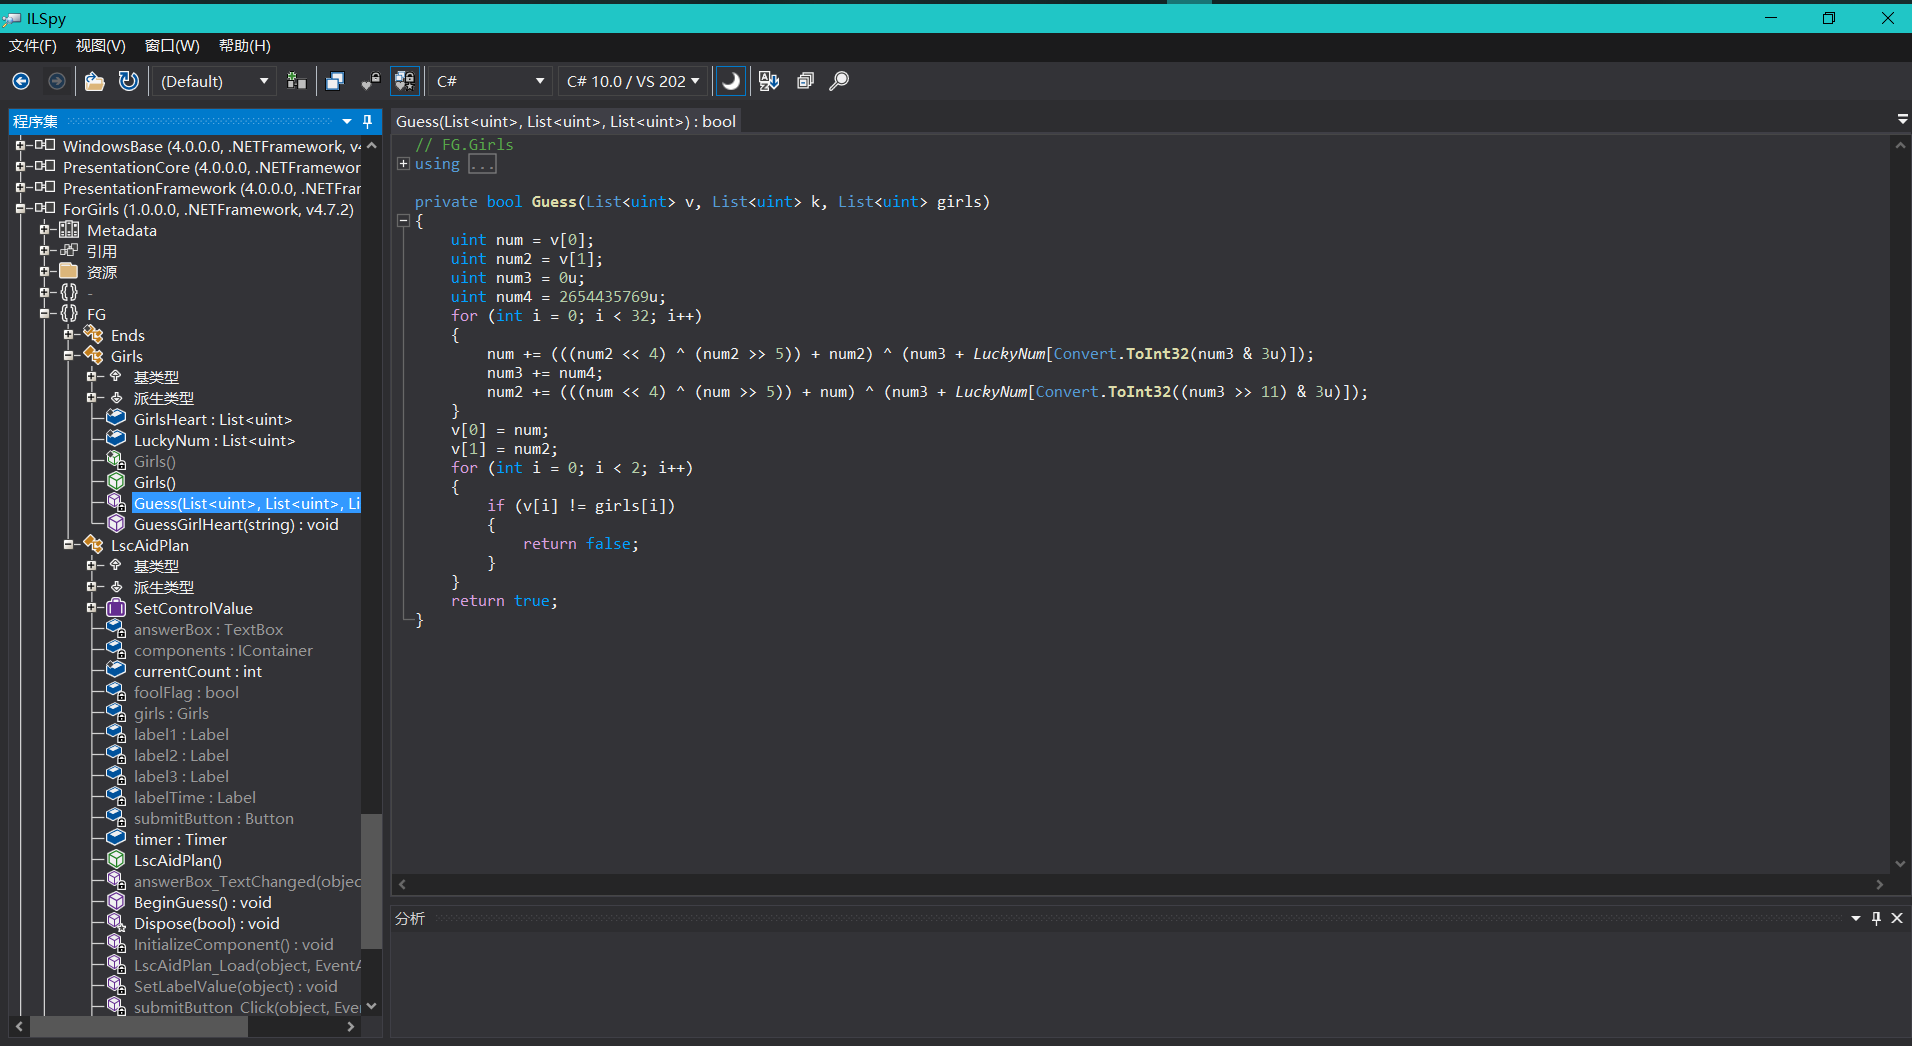 ILSpy
文件(F) 视图(V) 窗口(W) 帮助(H)
(Default) C# C# 10.0 / VS 202
程序集
WindowsBase (4.0.0.0, .NETFramework, v4
PresentationCore (4.0.0.0, .NETFramewor
PresentationFramework (4.0.0.0, .NETFrar
ForGirls (1.0.0.0, .NETFramework, v4.7.2)
Metadata
引用
资源
{} -
{} FG
Ends
Girls
基类型
派生类型
GirlsHeart : List<uint>
LuckyNum : List<uint>
Girls()
Girls()
Guess(List<uint>, List<uint>, Li
GuessGirlHeart(string) : void
LscAidPlan
基类型
派生类型
SetControlValue
answerBox : TextBox
components : IContainer
currentCount : int
foolFlag : bool
girls : Girls
label1 : Label
label2 : Label
label3 : Label
labelTime : Label
submitButton : Button
timer : Timer
LscAidPlan()
answerBox_TextChanged(objec
BeginGuess() : void
Dispose(bool) : void
InitializeComponent() : void
LscAidPlan_Load(object, EventA
SetLabelValue(object) : void
submitButton_Click(object, Eve
Guess(List<uint>, List<uint>, List<uint>) : bool
// FG.Girls
using ...
private bool Guess(List<uint> v, List<uint> k, List<uint> girls)
{
uint num = v[0];
uint num2 = v[1];
uint num3 = 0u;
uint num4 = 2654435769u;
for (int i = 0; i < 32; i++)
{
num += (((num2 << 4) ^ (num2 >> 5)) + num2) ^ (num3 + LuckyNum[Convert.ToInt32(num3 & 3u)]);
num3 += num4;
num2 += (((num << 4) ^ (num >> 5)) + num) ^ (num3 + LuckyNum[Convert.ToInt32((num3 >> 11) & 3u)]);
}
v[0] = num;
v[1] = num2;
for (int i = 0; i < 2; i++)
{
if (v[i] != girls[i])
{
return false;
}
}
return true;
}
分析